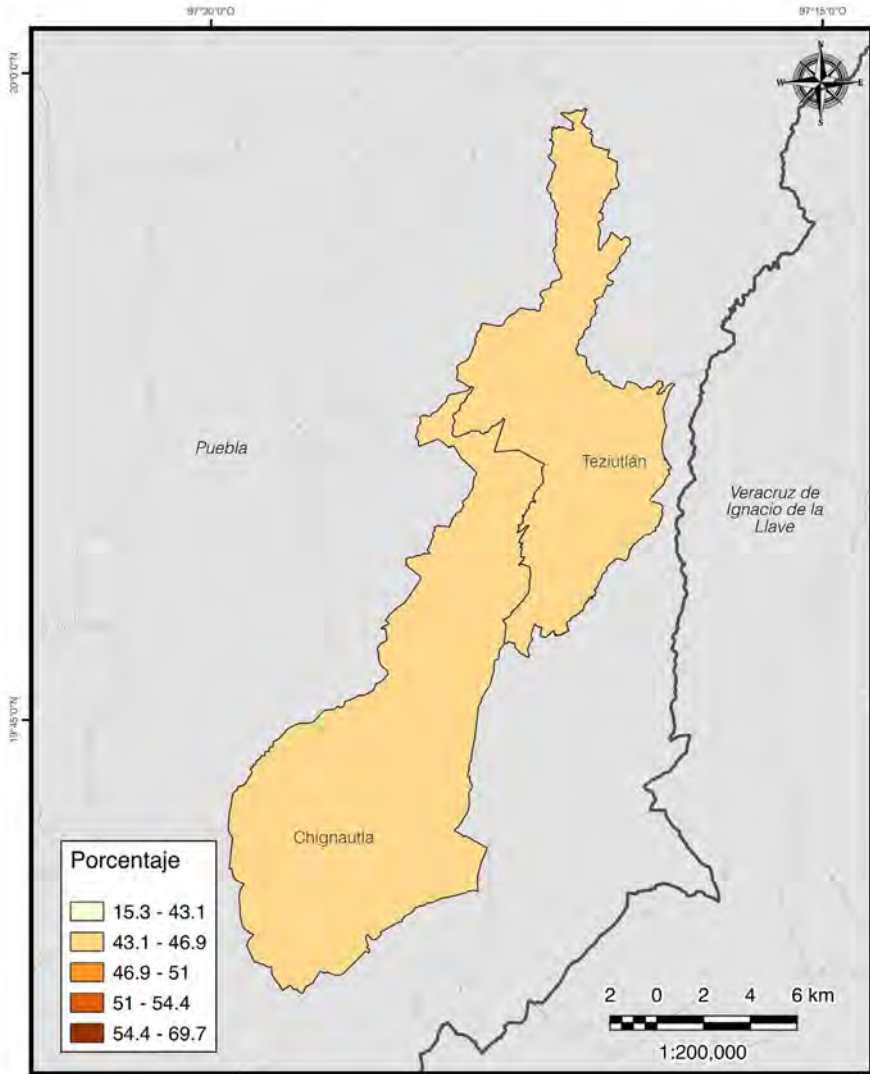 97°30'0"O
97°15'0"O
20°0'0"N
N
W
E
S
Puebla
Teziutlán
Veracruz de
Ignacio de la
Llave
19°45'0"N
Chignautla
Porcentaje
15.3 - 43.1
43.1 - 46.9
46.9 - 51
51 - 54.4
54.4 - 69.7
2 0 2 4 6 km
1:200,000